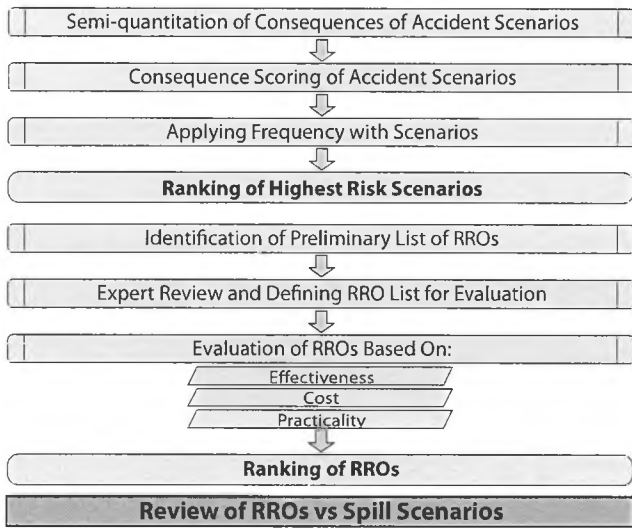 Semi-quantitation of Consequences of Accident Scenarios
Consequence Scoring of Accident Scenarios
Applying Frequency with Scenarios
Ranking of Highest Risk Scenarios
Identification of Preliminary List of RROs
Expert Review and Defining RRO List for Evaluation
Evaluation of RROs Based On:
Effectiveness
Cost
Practicality
Ranking of RROs
Review of RROs vs Spill Scenarios